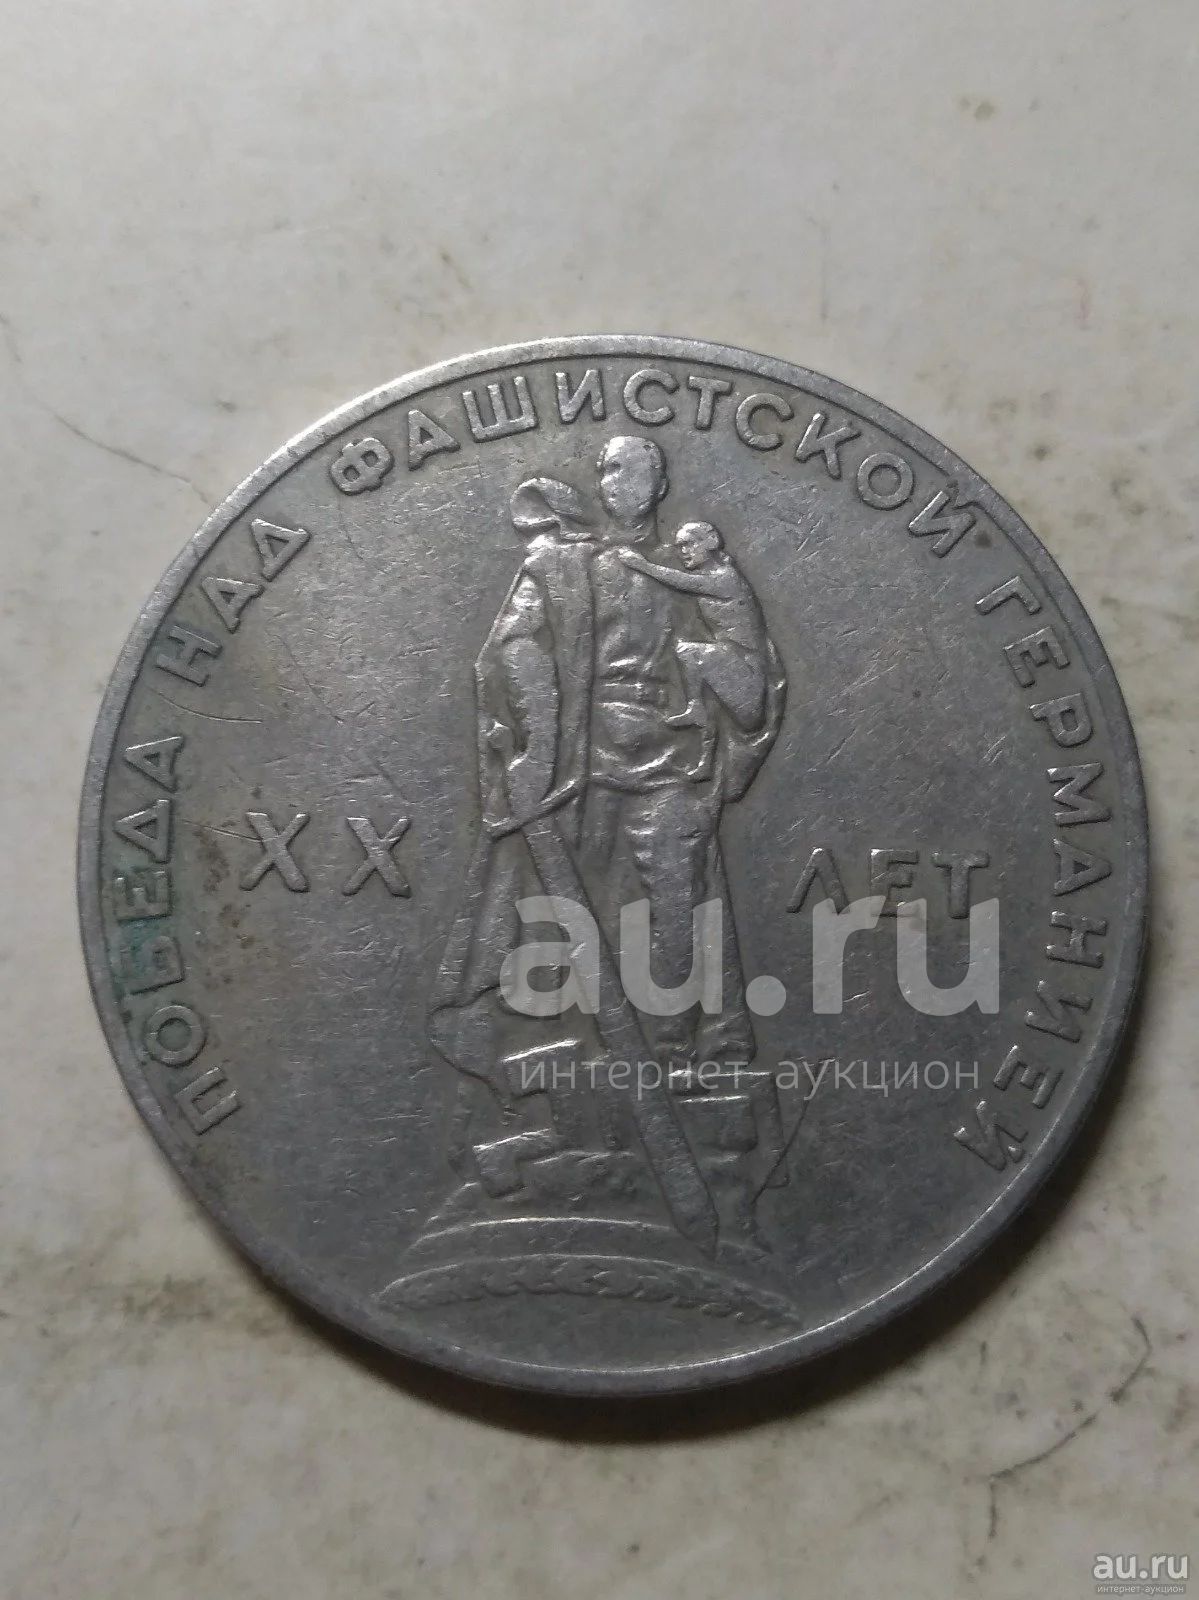 ПОБЕДА НАД ФАШИСТСКОЙ ГЕРМАНИЕЙ
XX ЛЕТ
au.ru
интернет-аукцион
au.ru
интернет-аукцион